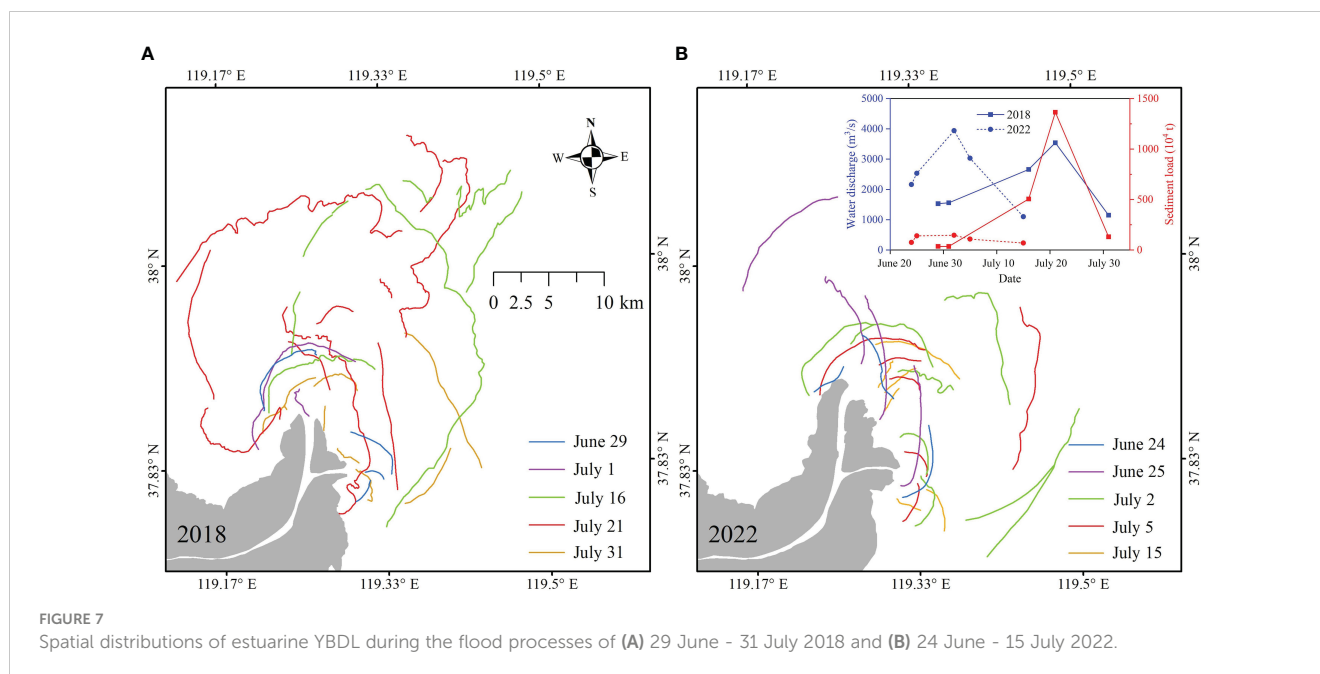 A
B
119.17° E
119.33° E
119.5° E
119.17° E
119.33° E
119.5° E
N
W
E
S
38° N
38° N
38° N
0 2.5 5 10 km
37.83 N
37.83° N
37.83° N
June 29
July 1
July 16
July 21
July 31
2018
119.17° E
119.33° E
119.5° E
5000
4000
3000
2000
1000
0
Water discharge (m³/s)
2018
2022
1500
1000
500
0
Sediment load (10⁴ t)
June 20
June 30
July 10
July 20
July 30
Date
June 24
June 25
July 2
July 5
July 15
2022
119.17° E
119.33° E
119.5° E
FIGURE 7
Spatial distributions of estuarine YBDL during the flood processes of (A) 29 June - 31 July 2018 and (B) 24 June - 15 July 2022.